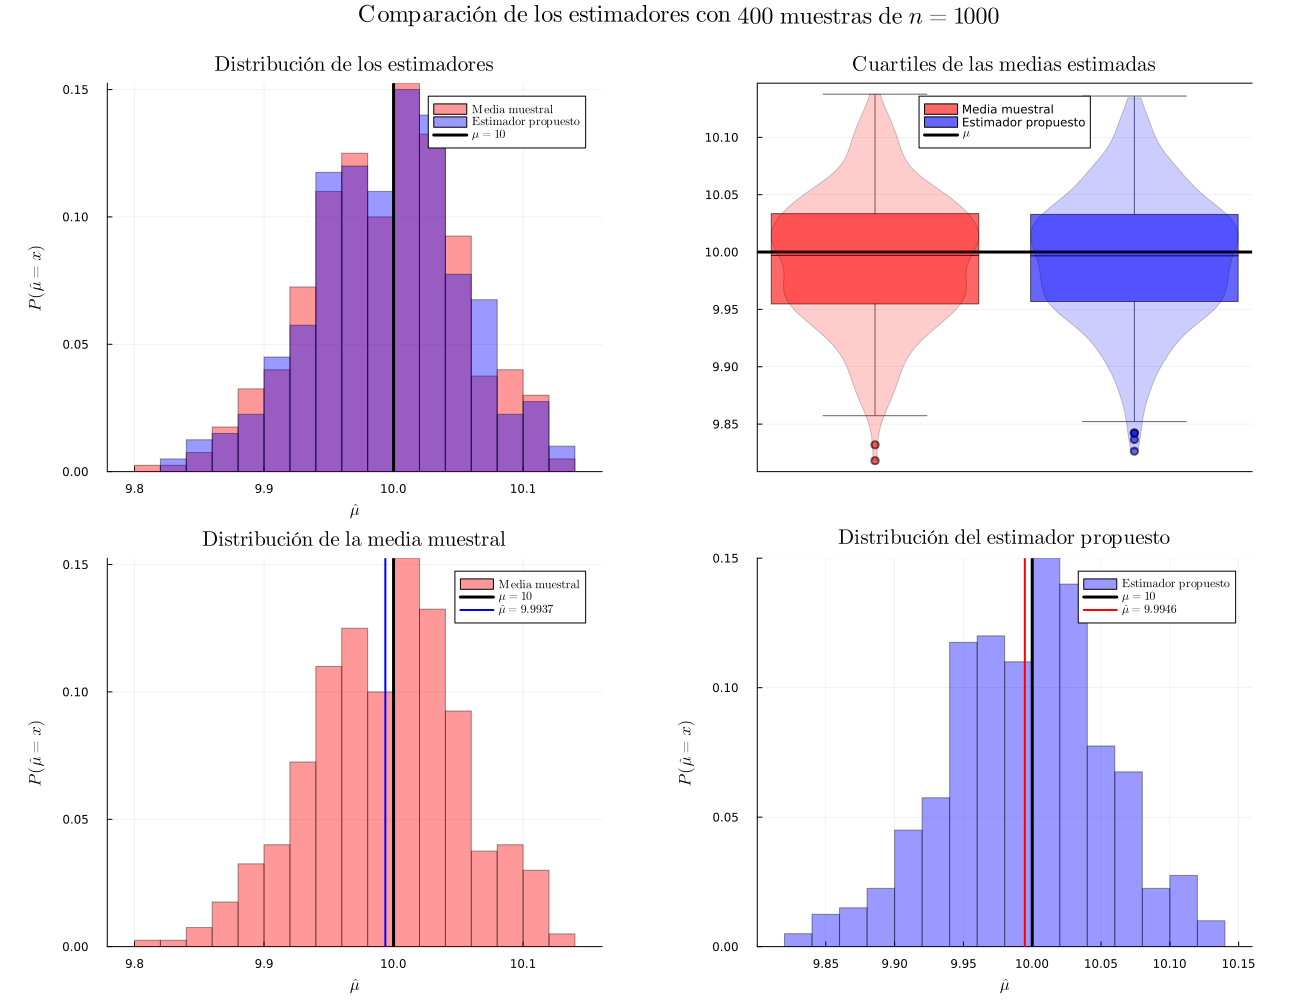 Comparación de los estimadores con 400 muestras de n = 1000
Distribución de los estimadores
0.15
0.10
0.05
0.00
P(μ̂ = x)
9.8
9.9
10.0
10.1
μ̂
Media muestral
Estimador propuesto
μ = 10
Cuartiles de las medias estimadas
10.10
10.05
10.00
9.95
9.90
9.85
Media muestral
Estimador propuesto
μ
Distribución de la media muestral
0.15
0.10
0.05
0.00
P(μ̂ = x)
9.8
9.9
10.0
10.1
μ̂
Media muestral
μ = 10
μ̂ = 9.9937
Distribución del estimador propuesto
0.15
0.10
0.05
0.00
P(μ̂ = x)
9.85
9.90
9.95
10.00
10.05
10.10
10.15
μ̂
Estimador propuesto
μ = 10
μ̂ = 9.9946